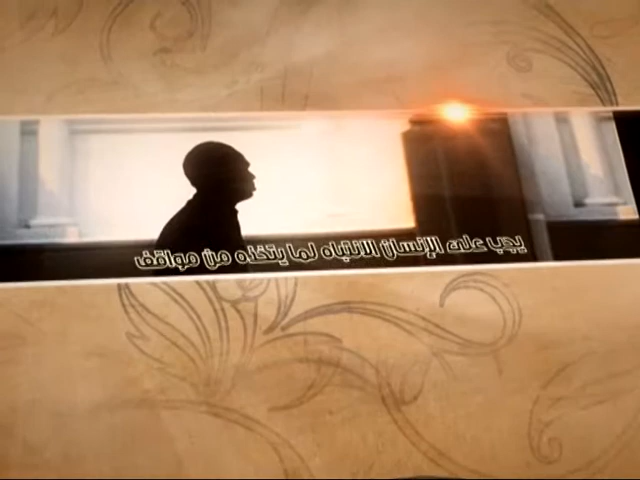 يجب على الإنسان الانتباه لما يتخذه من مواقف